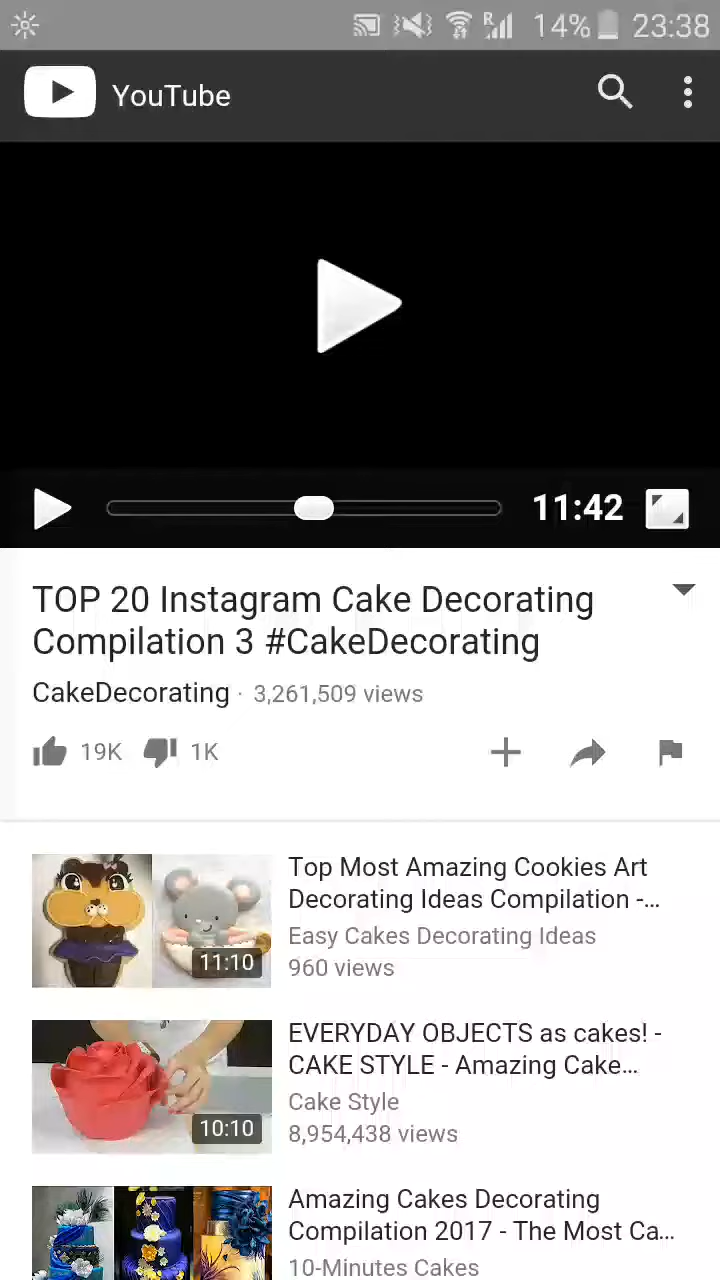 R 14% 23:38
YouTube
11:42
TOP 20 Instagram Cake Decorating
Compilation 3 #CakeDecorating
CakeDecorating · 3,261,509 views
19K 1K
Top Most Amazing Cookies Art
Decorating Ideas Compilation -...
Easy Cakes Decorating Ideas
960 views
11:10
EVERYDAY OBJECTS as cakes! -
CAKE STYLE - Amazing Cake...
Cake Style
8,954,438 views
10:10
Amazing Cakes Decorating
Compilation 2017 - The Most Ca...
10-Minutes Cakes